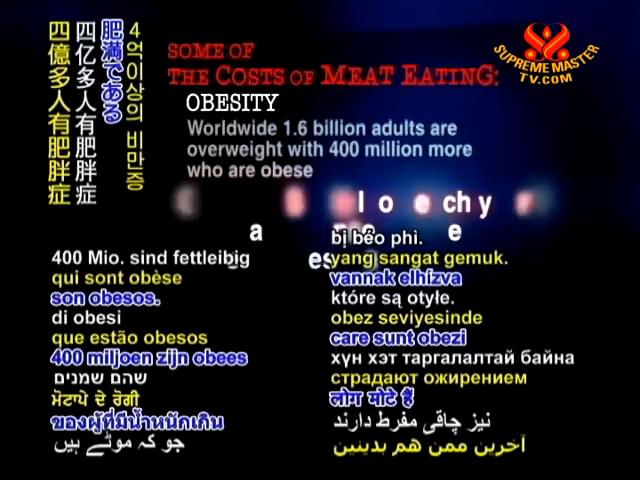 四億多人有肥胖症
四亿多人有肥胖症
肥満である
4억이상의 비만증
SOME OF
THE COSTS OF MEAT EATING:
OBESITY
Worldwide 1.6 billion adults are
overweight with 400 million more
who are obese
SUPREME MASTER
TV.COM
l o e chy
a e
es
400 Mio. sind fettleibig
qui sont obèse
son obesos.
di obesi
que estão obesos
400 miljoen zijn obees
שהם שמנים
ਮੋਟਾਪੇ ਦੇ ਰੋਗੀ
ของผู้ที่มีน้ำหนักเกิน
جو کہ موٹے ہیں
bị béo phì.
yang sangat gemuk.
vannak elhízva
które są otyłe.
obez seviyesinde
care sunt obezi
хүн хэт таргалалтай байна
страдают ожирением
लोग मोटे हैं
نیز چاقی مفرط دارند
آخرین ممن هم بدینین